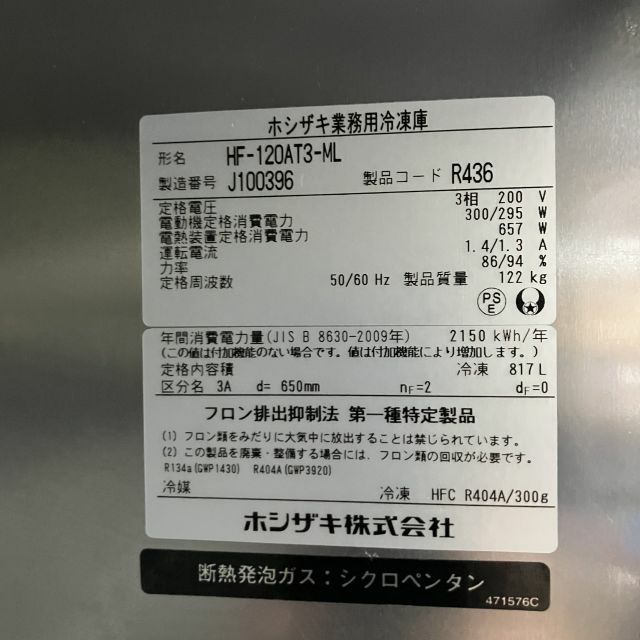 ホシザキ業務用冷凍庫
形名 HF-120AT3-ML
製造番号 J100396 製品コード R436
定格電圧 3相 200 V
電動機定格消費電力 300/295 W
電熱装置定格消費電力 657 W
運転電流 1.4/1.3 A
力率 86/94 %
定格周波数 50/60 Hz 製品質量 122 kg
PS E
年間消費電力量(JIS B 8630-2009年) 2150 kWh/年
(この値は付加機能のない場合です。値は付加機能により増加します。)
定格内容積 冷凍 817 L
区分名 3A d= 650mm nF=2 dF=0
フロン排出抑制法 第一種特定製品
(1) フロン類をみだりに大気中に放出することは禁じられています。
(2) この製品を廃棄・整備する場合には、フロン類の回収が必要です。
R134a(GWP1430) R404A(GWP3920)
冷媒 冷凍 HFC R404A/300g
ホシザキ株式会社
断熱発泡ガス：シクロペンタン
471576C